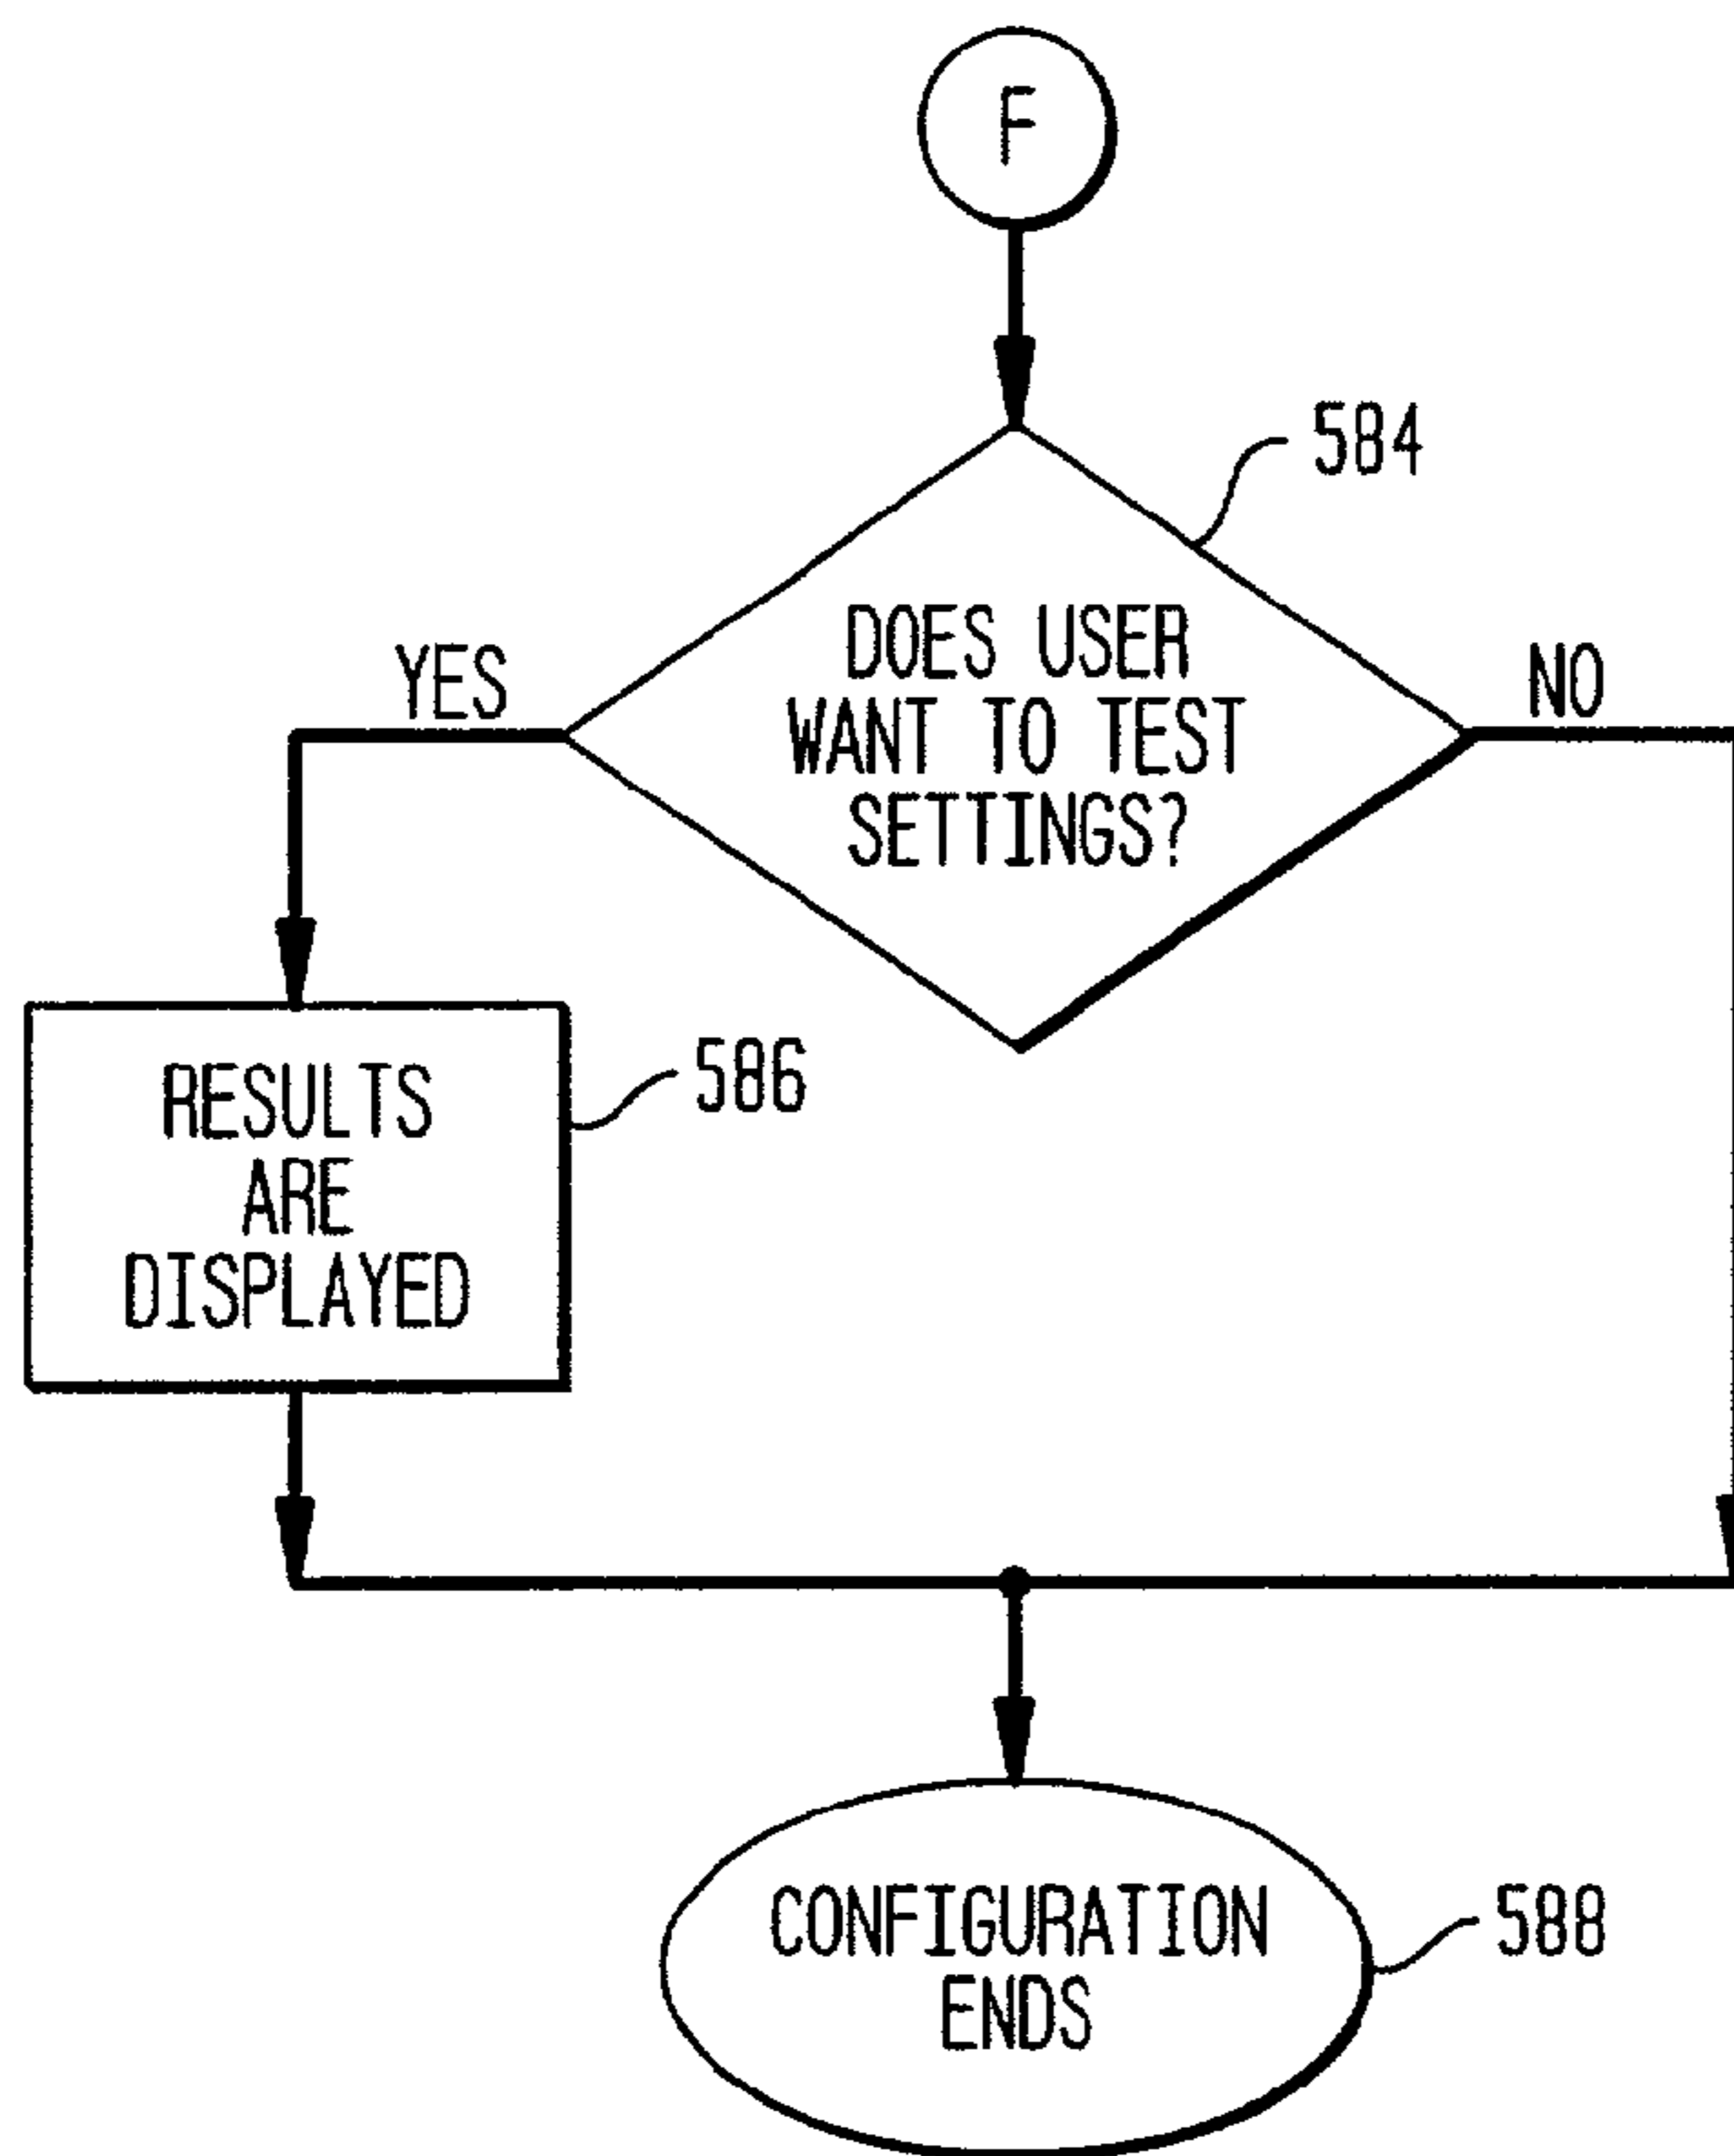 F
584
DOES USER
WANT TO TEST
SETTINGS?
YES
NO
RESULTS
ARE
DISPLAYED
586
CONFIGURATION
ENDS
588